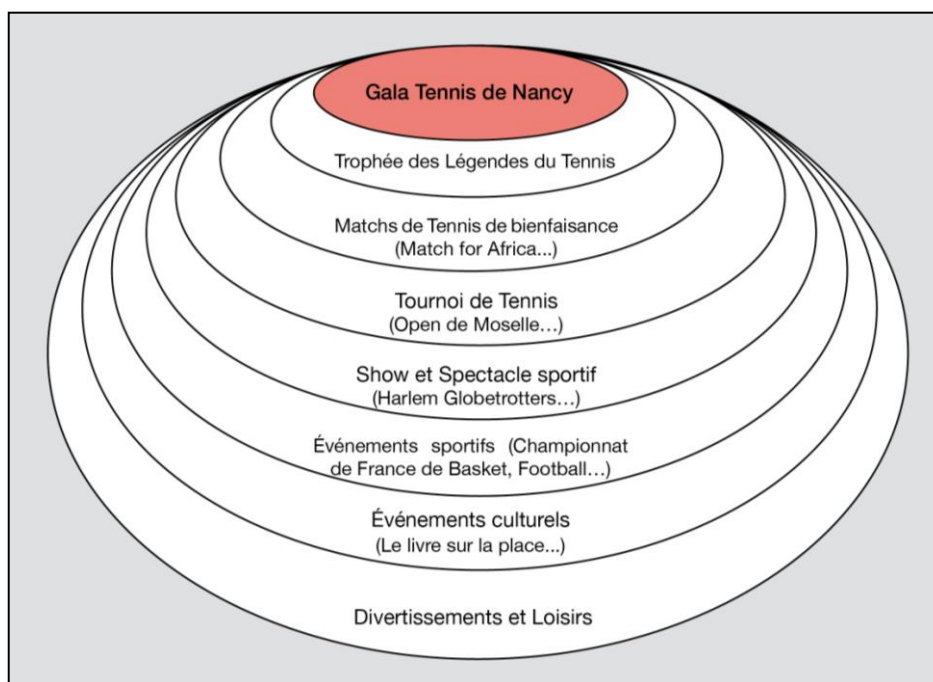 Gala Tennis de Nancy
Trophée des Légendes du Tennis
Matchs de Tennis de bienfaisance
(Match for Africa...)
Tournoi de Tennis
(Open de Moselle…)
Show et Spectacle sportif
(Harlem Globetrotters…)
Événements sportifs (Championnat
de France de Basket, Football…)
Événements culturels
(Le livre sur la place...)
Divertissements et Loisirs